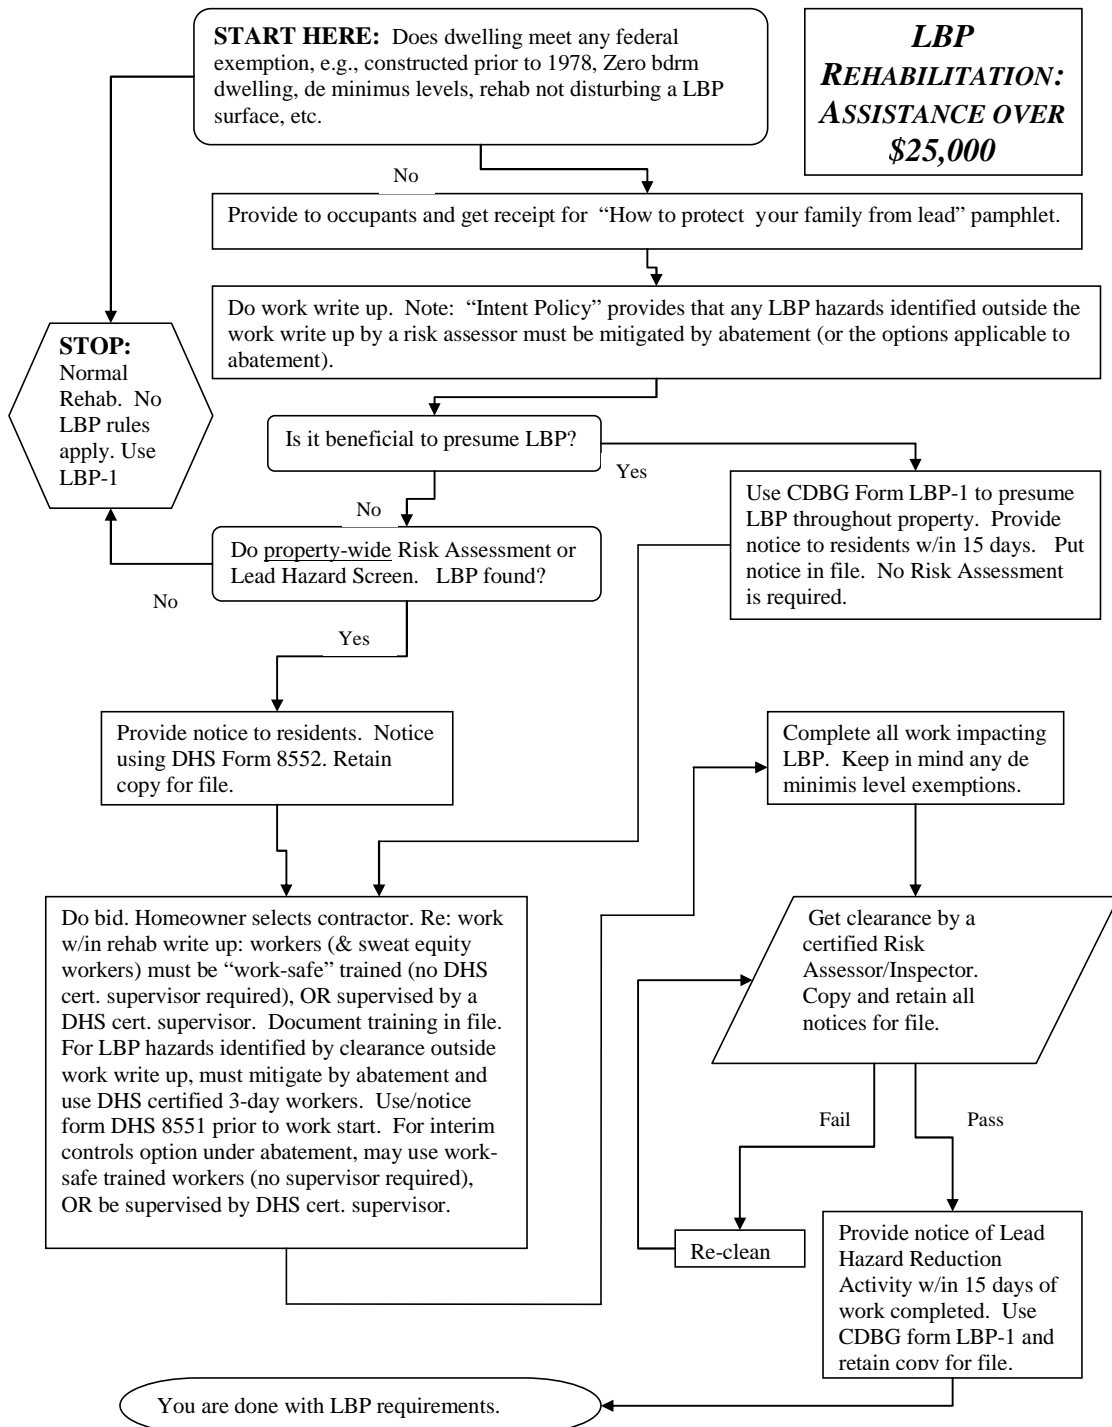 START HERE:  Does dwelling meet any federal
exemption, e.g., constructed prior to 1978, Zero bdrm
dwelling, de minimus levels, rehab not disturbing a LBP
surface, etc.
LBP
REHABILITATION:
ASSISTANCE OVER
$25,000
No
Provide to occupants and get receipt for  “How to protect  your family from lead” pamphlet.
Do work write up.  Note:  “Intent Policy” provides that any LBP hazards identified outside the
work write up by a risk assessor must be mitigated by abatement (or the options applicable to
abatement).
STOP:
Normal
Rehab.  No
LBP rules
apply. Use
LBP-1
Is it beneficial to presume LBP?
Yes
No
Use CDBG Form LBP-1 to presume
LBP throughout property.  Provide
notice to residents w/in 15 days.   Put
notice in file.  No Risk Assessment
is required.
Do property-wide Risk Assessment or
Lead Hazard Screen.   LBP found?
No
Yes
Provide notice to residents.  Notice
using DHS Form 8552. Retain
copy for file.
Complete all work impacting
LBP.  Keep in mind any de
minimis level exemptions.
Do bid. Homeowner selects contractor. Re: work
w/in rehab write up: workers (& sweat equity
workers) must be “work-safe” trained (no DHS
cert. supervisor required), OR supervised by a
DHS cert. supervisor.  Document training in file.
For LBP hazards identified by clearance outside
work write up, must mitigate by abatement and
use DHS certified 3-day workers.  Use/notice
form DHS 8551 prior to work start.  For interim
controls option under abatement, may use work-
safe trained workers (no supervisor required),
OR be supervised by DHS cert. supervisor.
Get clearance by a
certified Risk
Assessor/Inspector.
Copy and retain all
notices for file.
Fail
Pass
Re-clean
Provide notice of Lead
Hazard Reduction
Activity w/in 15 days of
work completed.  Use
CDBG form LBP-1 and
retain copy for file.
You are done with LBP requirements.